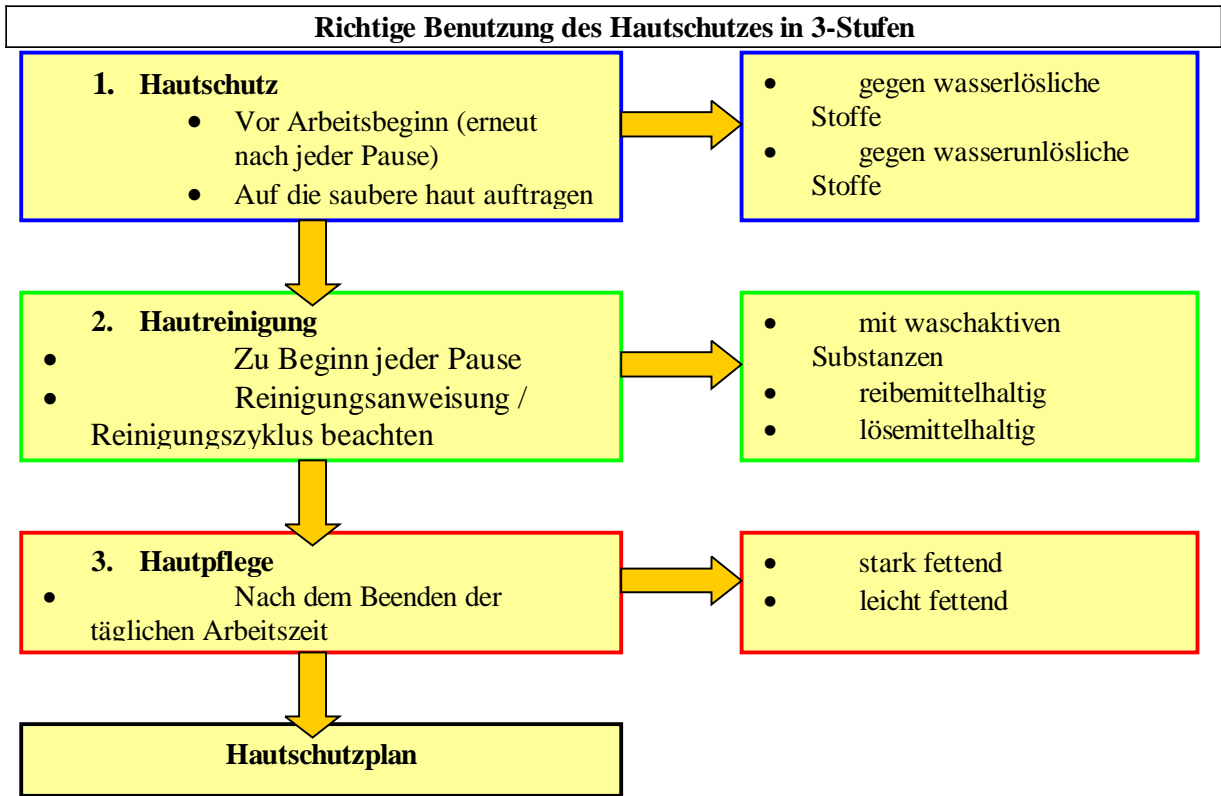 Richtige Benutzung des Hautschutzes in 3-Stufen
1. Hautschutz
• Vor Arbeitsbeginn (erneut
nach jeder Pause)
• Auf die saubere haut auftragen
• gegen wasserlösliche
Stoffe
• gegen wasserunlösliche
Stoffe
2. Hautreinigung
• Zu Beginn jeder Pause
• Reinigungsanweisung /
Reinigungszyklus beachten
• mit waschaktiven
Substanzen
• reibemittelhaltig
• lösemittelhaltig
3. Hautpflege
• Nach dem Beenden der
täglichen Arbeitszeit
• stark fettend
• leicht fettend
Hautschutzplan